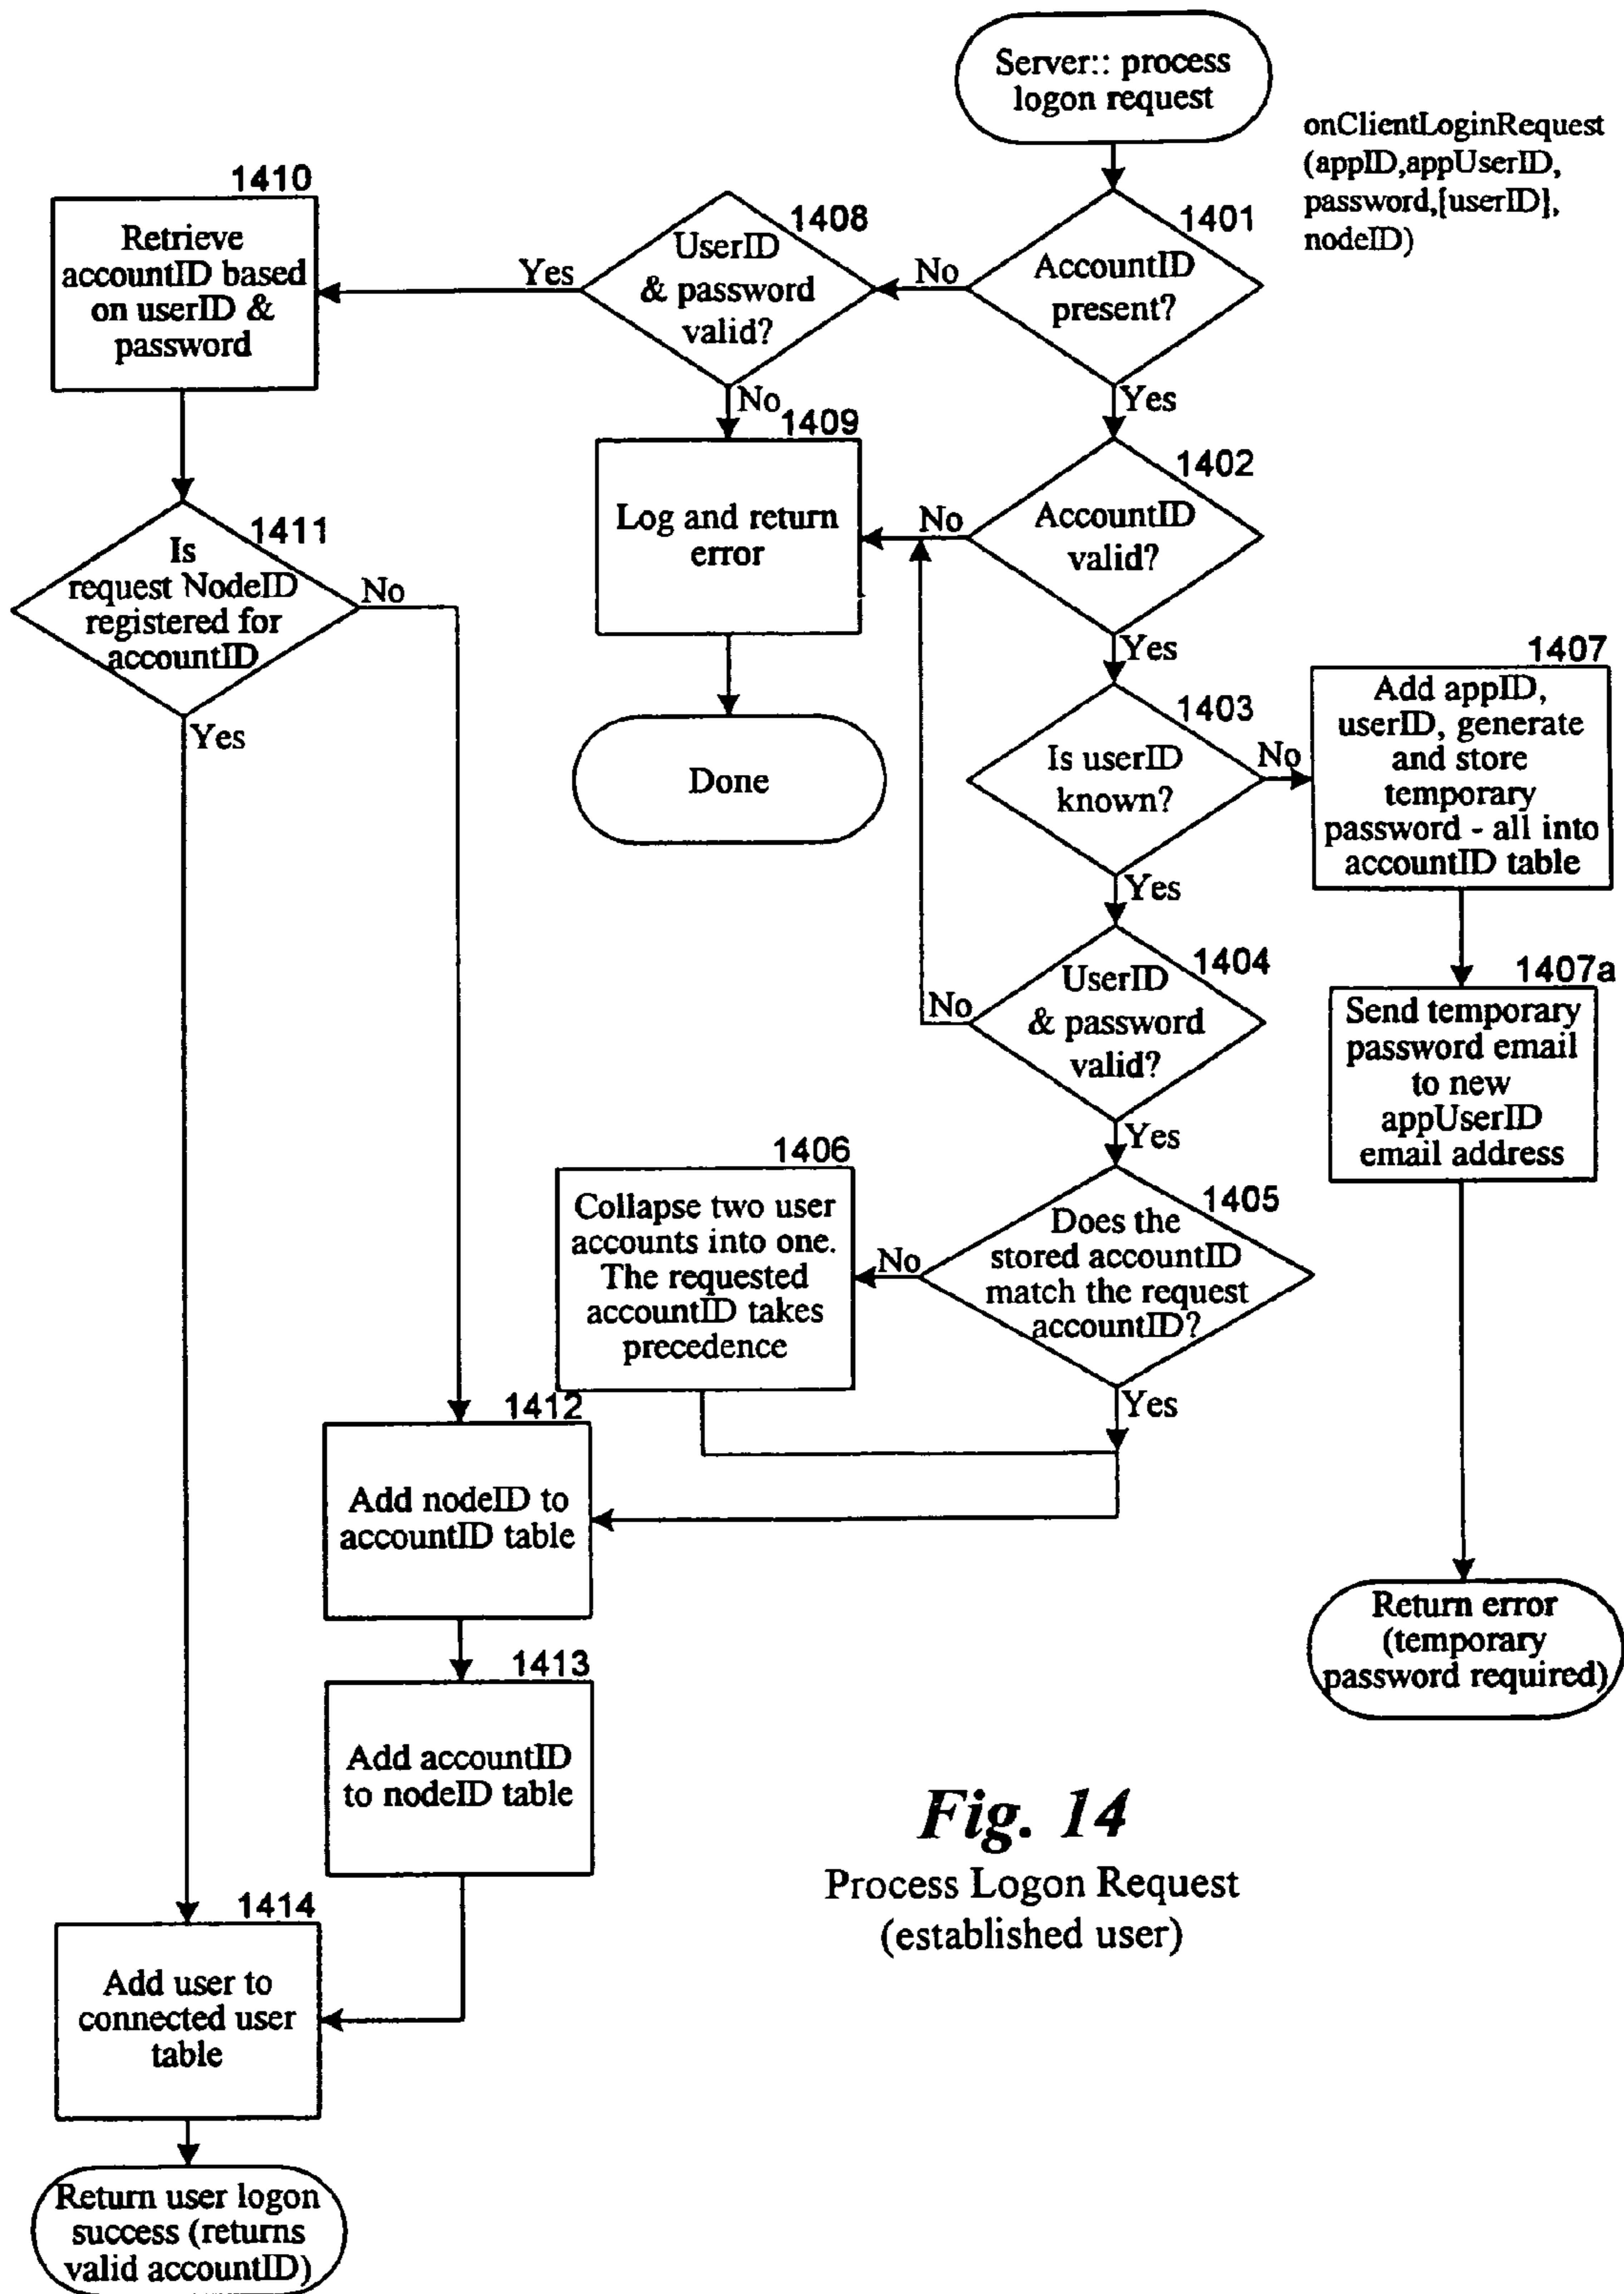 Server:: process
logon request
onClientLoginRequest
(appID,appUserID,
password,[userID],
nodeID)
1401
AccountID
present?
No
Yes
1408
UserID
& password
valid?
Yes
No
1410
Retrieve
accountID based
on userID &
password
1409
Log and return
error
Done
1402
AccountID
valid?
No
Yes
1411
Is
request NodeID
registered for
accountID
No
Yes
1403
Is userID
known?
No
Yes
1407
Add appID,
userID, generate
and store
temporary
password - all into
accountID table
1404
UserID
& password
valid?
No
Yes
1407a
Send temporary
password email
to new
appUserID
email address
1405
Does the
stored accountID
match the request
accountID?
No
Yes
1406
Collapse two user
accounts into one.
The requested
accountID takes
precedence
1412
Add nodeID to
accountID table
Return error
(temporary
password required)
1413
Add accountID
to nodeID table
1414
Add user to
connected user
table
Return user logon
success (returns
valid accountID)
Fig. 14
Process Logon Request
(established user)